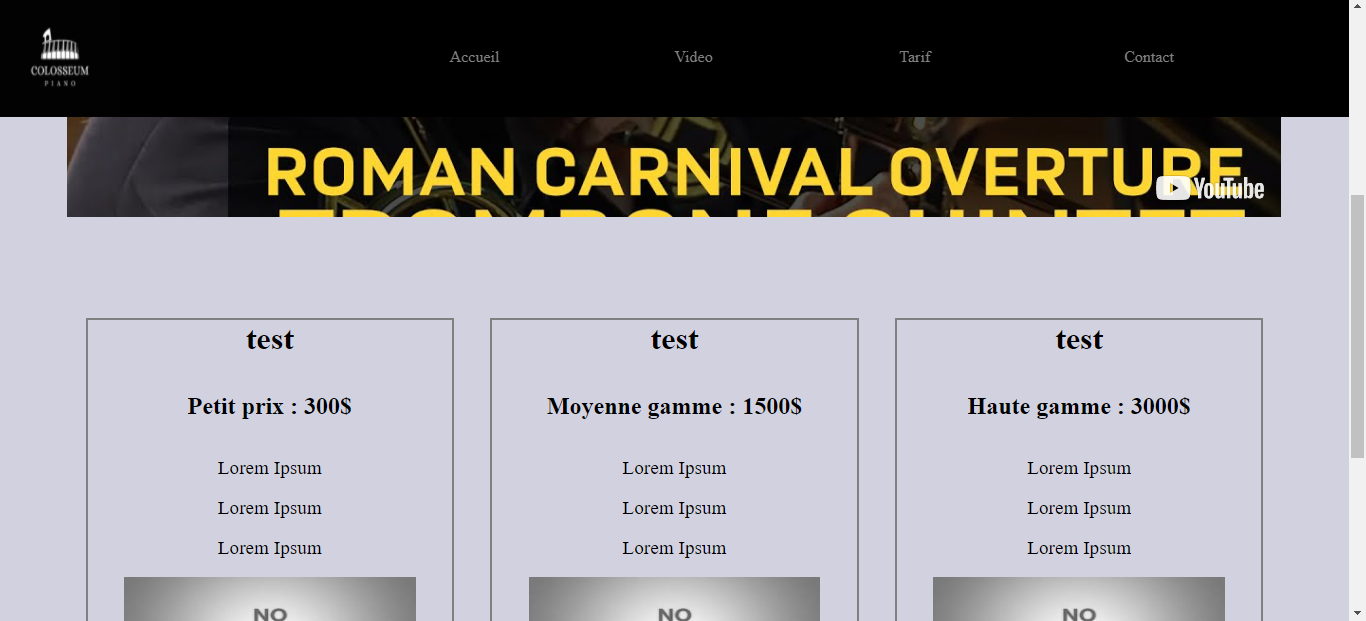 COLOSSEUM
PIANO
Accueil Video Tarif Contact
ROMAN CARNIVAL OVERTURE
YouTube
TROMBONE QUINTET
test test test
Petit prix : 300$ Moyenne gamme : 1500$ Haute gamme : 3000$
Lorem Ipsum Lorem Ipsum Lorem Ipsum
Lorem Ipsum Lorem Ipsum Lorem Ipsum
Lorem Ipsum Lorem Ipsum Lorem Ipsum
NO NO NO